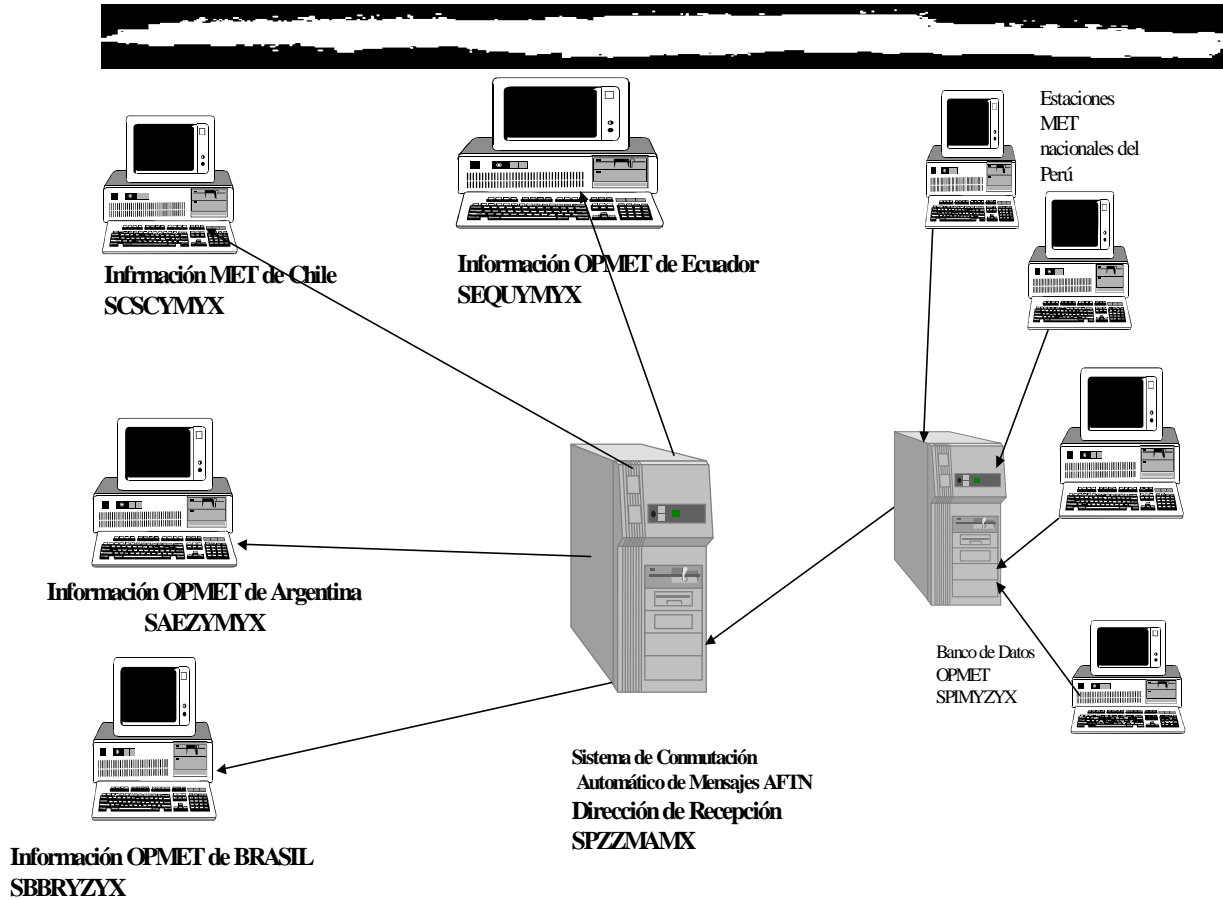 Estaciones
MET
nacionales del
Perú
Infrmación MET de Chile
SCSCYMYX
Información OPMET de Ecuador
SEQUYMYX
Información OPMET de Argentina
SAEZYMYX
Banco de Datos
OPMET
SPIMYZYX
Sistema de Conmutación
Automático de Mensajes AFTN
Dirección de Recepción
SPZZMAMX
Información OPMET de BRASIL
SBBRYZYX